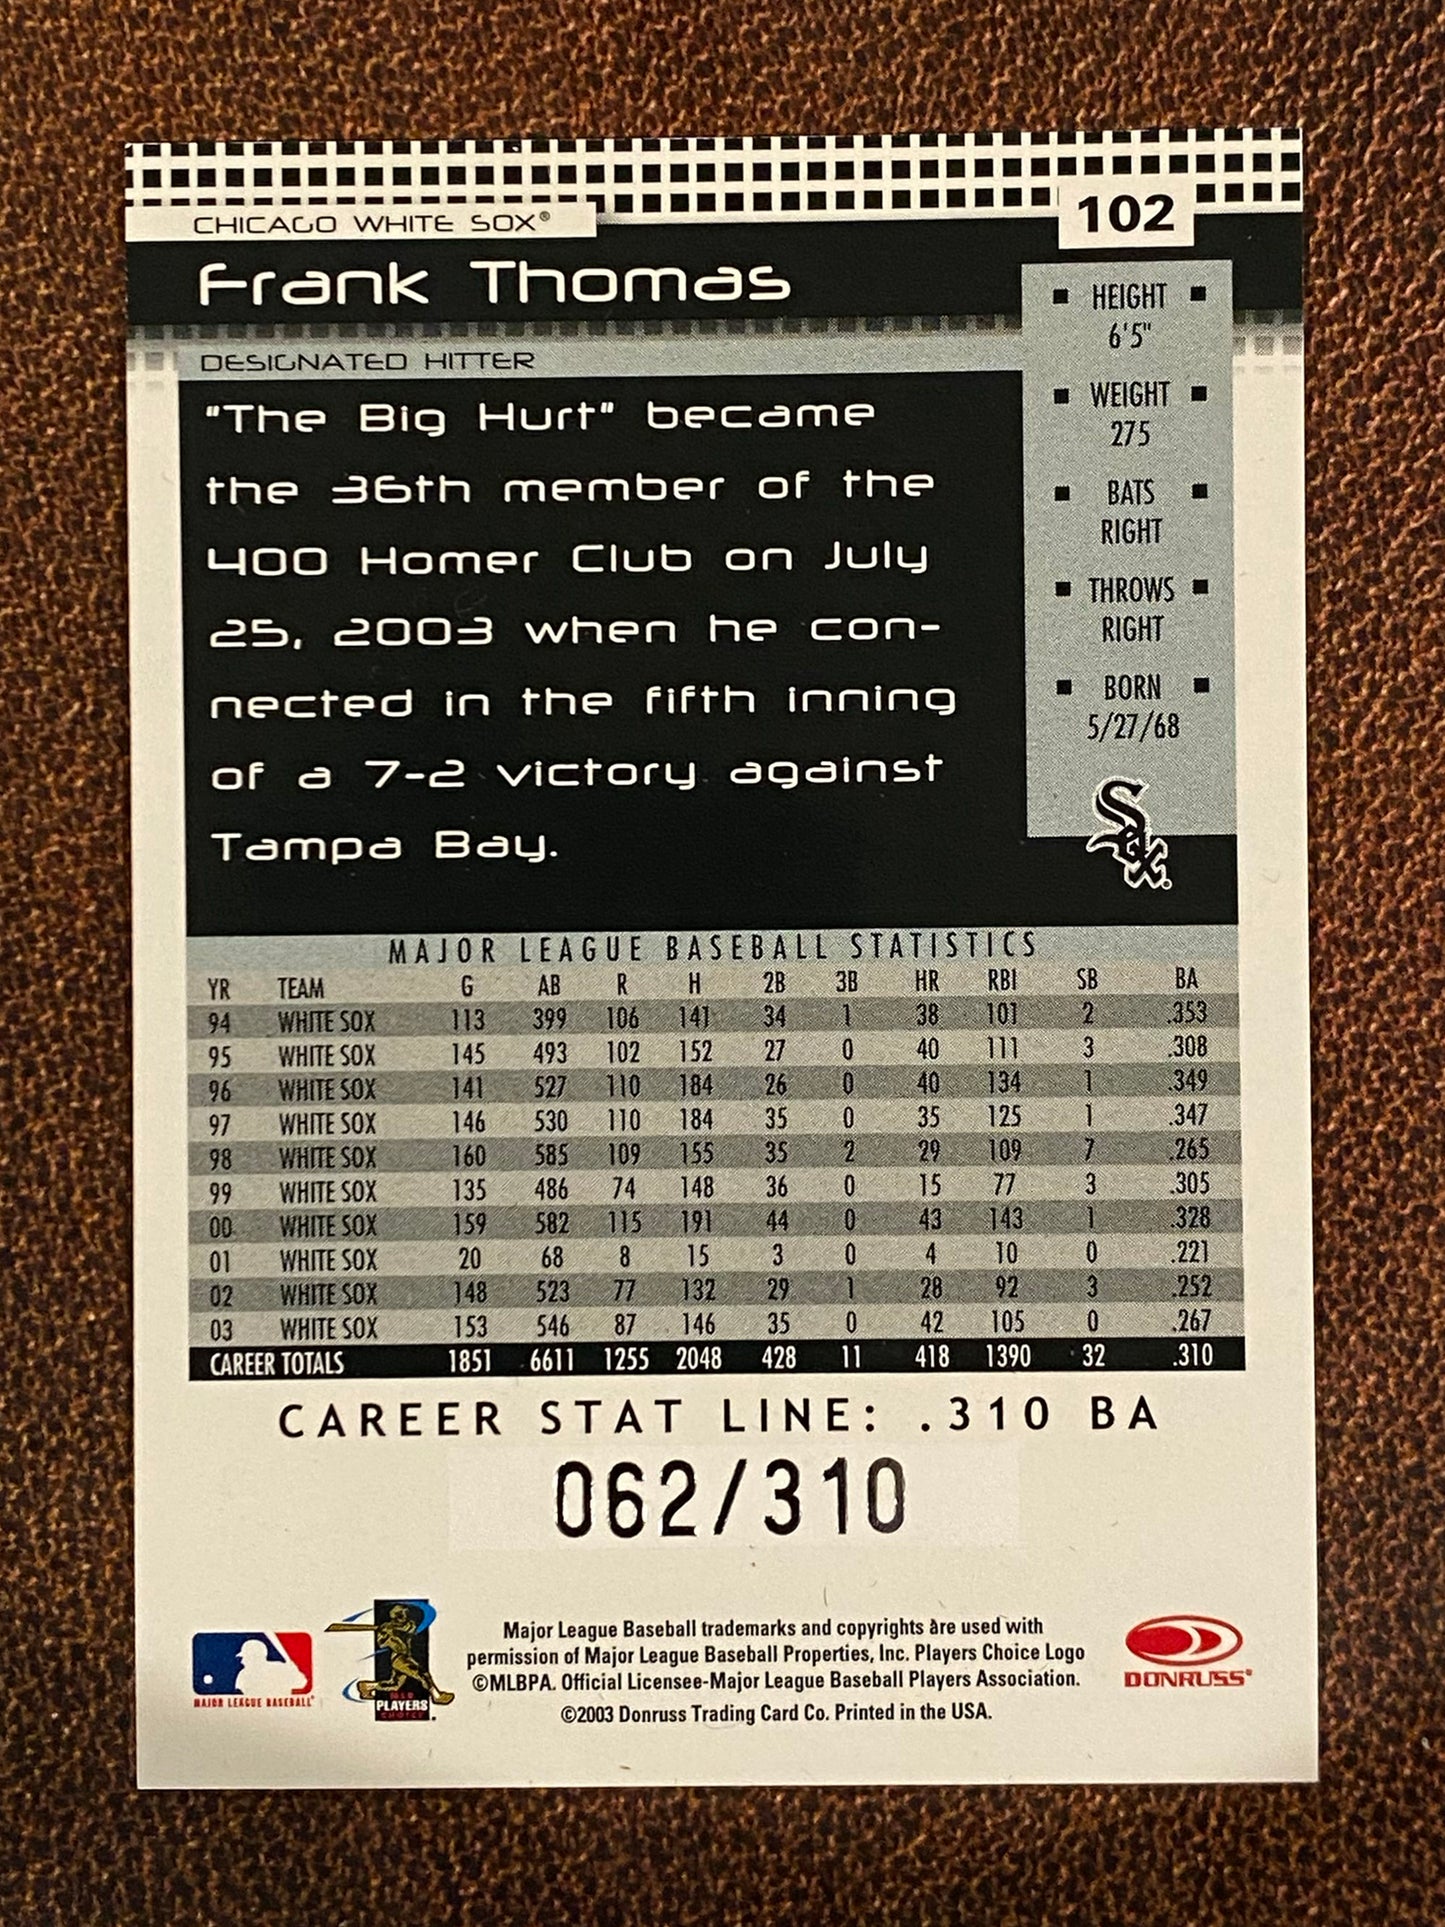 CHICAGO WHITE SOX®
102
Frank Thomas
DESIGNATED HITTER
"The Big Hurt" became
the 36th member of the
400 Homer Club on July
25, 2003 when he con-
nected in the fifth inning
of a 7-2 victory against
Tampa Bay.
HEIGHT
6'5"
WEIGHT
275
BATS
RIGHT
THROWS
RIGHT
BORN
5/27/68
Sox
MAJOR LEAGUE BASEBALL STATISTICS
YR TEAM G AB R H 2B 3B HR RBI SB BA
94 WHITE SOX 113 399 106 141 34 1 38 101 2 .353
95 WHITE SOX 145 493 102 152 27 0 40 111 3 .308
96 WHITE SOX 141 527 110 184 26 0 40 134 1 .349
97 WHITE SOX 146 530 110 184 35 0 35 125 1 .347
98 WHITE SOX 160 585 109 155 35 2 29 109 7 .265
99 WHITE SOX 135 486 74 148 36 0 15 77 3 .305
00 WHITE SOX 159 582 115 191 44 0 43 143 1 .328
01 WHITE SOX 20 68 8 15 3 0 4 10 0 .221
02 WHITE SOX 148 523 77 132 29 1 28 92 3 .252
03 WHITE SOX 153 546 87 146 35 0 42 105 0 .267
CAREER TOTALS 1851 6611 1255 2048 428 11 418 1390 32 .310
CAREER STAT LINE: .310 BA
062/310
MAJOR LEAGUE BASEBALL
PLAYERS
CHOICE
Major League Baseball trademarks and copyrights are used with
permission of Major League Baseball Properties, Inc. Players Choice Logo
©MLBPA. Official Licensee-Major League Baseball Players Association.
©2003 Donruss Trading Card Co. Printed in the USA.
DONRUSS®